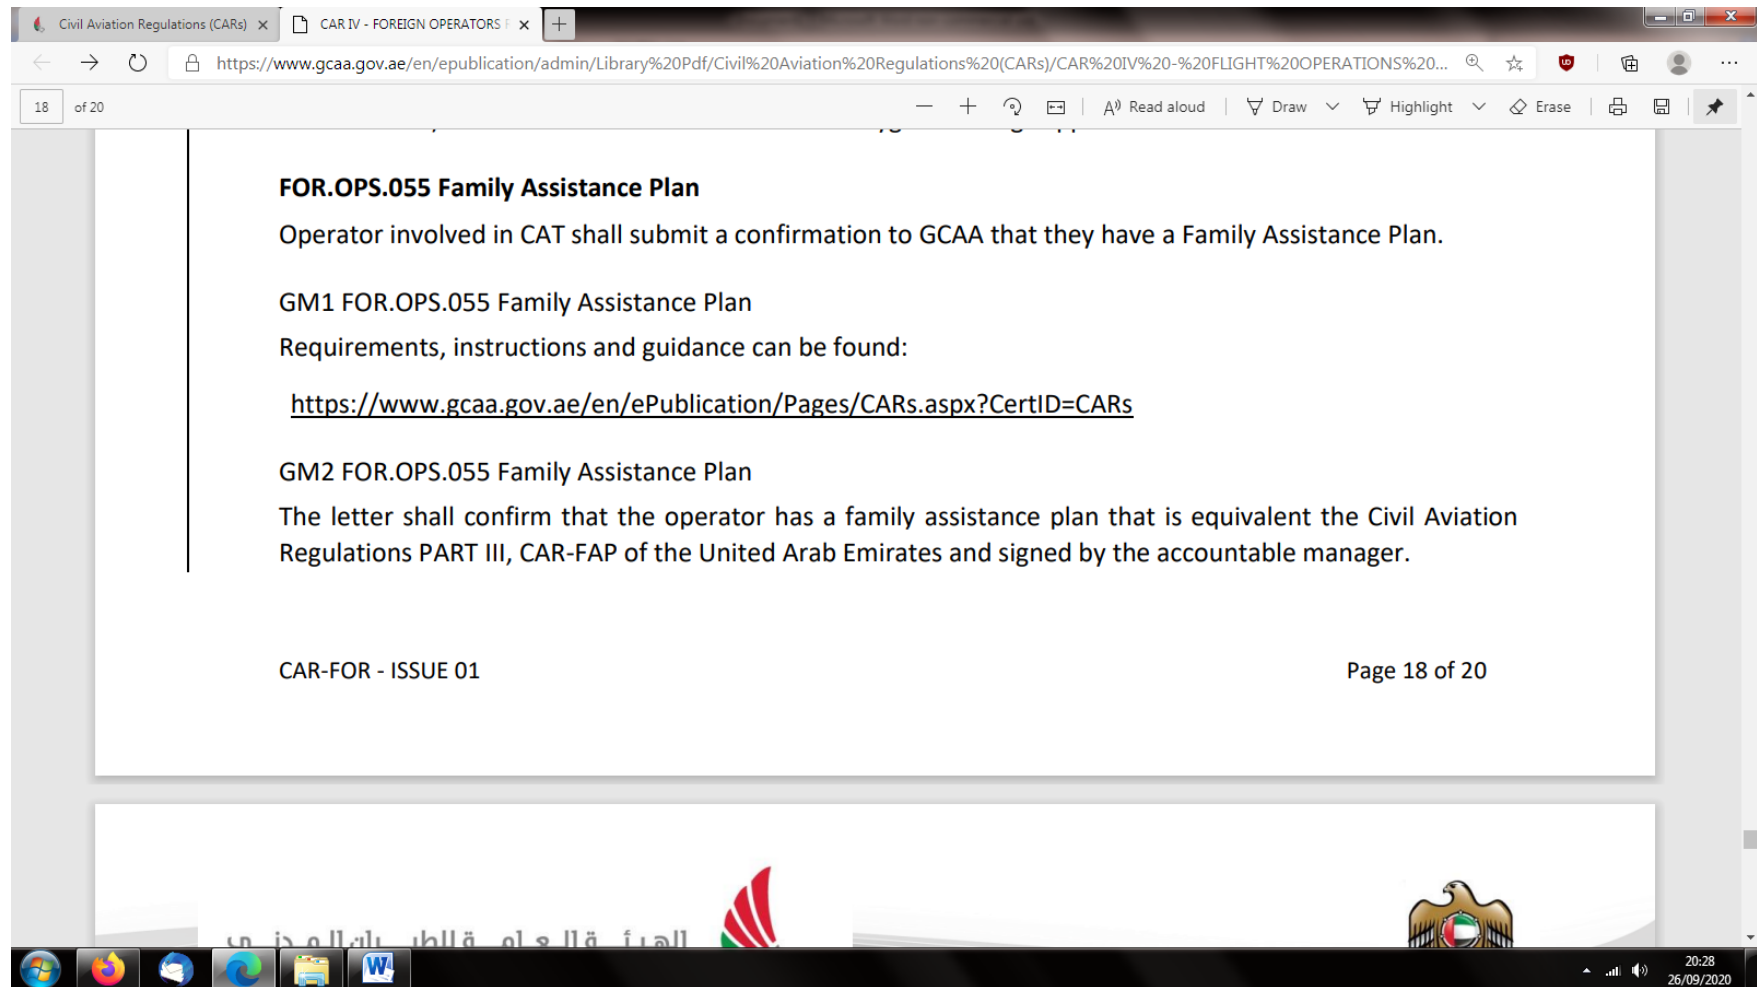 Civil Aviation Regulations (CARs)
CAR IV - FOREIGN OPERATORS
https://www.gcaa.gov.ae/en/epublication/admin/Library%20Pdf/Civil%20Aviation%20Regulations%20(CARs)/CAR%20IV%20-%20FLIGHT%20OPERATIONS%20...
18 of 20
Read aloud
Draw
Highlight
Erase
FOR.OPS.055 Family Assistance Plan
Operator involved in CAT shall submit a confirmation to GCAA that they have a Family Assistance Plan.
GM1 FOR.OPS.055 Family Assistance Plan
Requirements, instructions and guidance can be found:
https://www.gcaa.gov.ae/en/ePublication/Pages/CARs.aspx?CertID=CARs
GM2 FOR.OPS.055 Family Assistance Plan
The letter shall confirm that the operator has a family assistance plan that is equivalent the Civil Aviation
Regulations PART III, CAR-FAP of the United Arab Emirates and signed by the accountable manager.
CAR-FOR - ISSUE 01
Page 18 of 20
20:28
26/09/2020